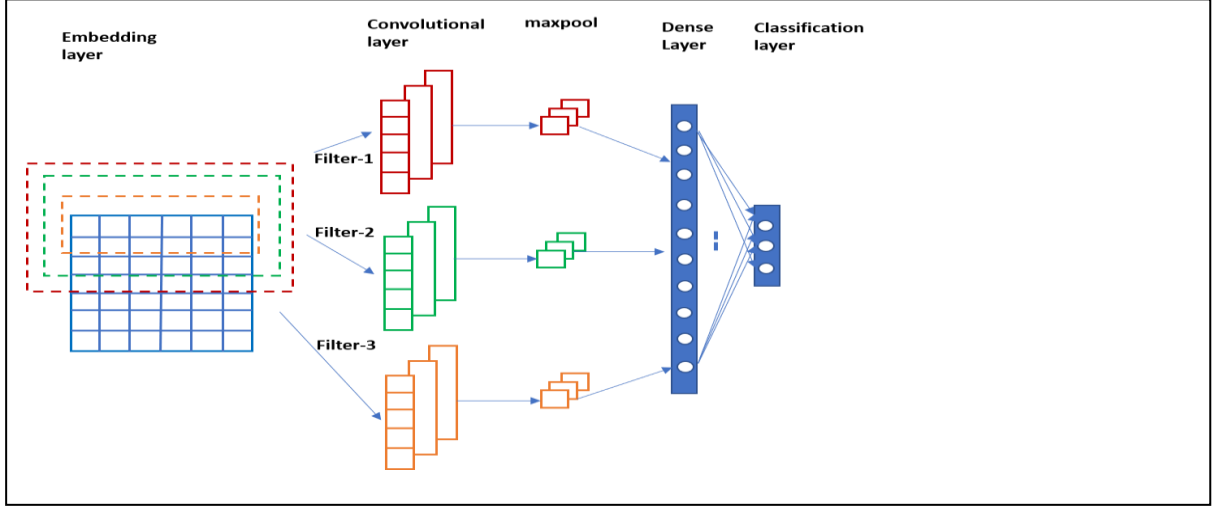 Embedding
layer
Convolutional
layer
maxpool
Dense
Layer
Classification
layer
Filter-1
Filter-2
Filter-3